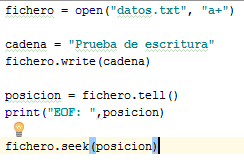 fichero = open("datos.txt", "a+")
cadena = "Prueba de escritura"
fichero.write(cadena)
posicion = fichero.tell()
print("EOF: ",posicion)
fichero.seek(posicion)